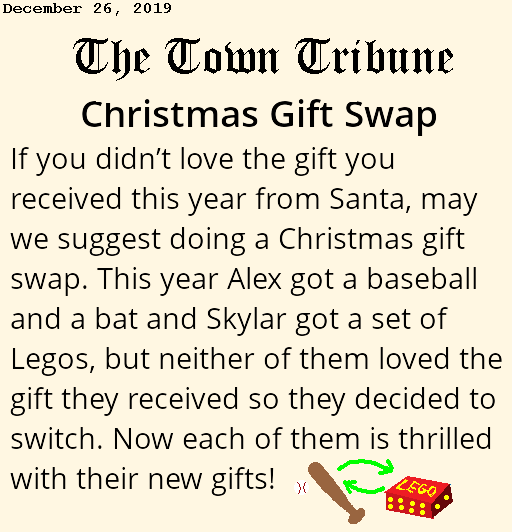 December 26, 2019
The Town Tribune
Christmas Gift Swap
If you didn’t love the gift you
received this year from Santa, may
we suggest doing a Christmas gift
swap. This year Alex got a baseball
and a bat and Skylar got a set of
Legos, but neither of them loved the
gift they received so they decided to
switch. Now each of them is thrilled
with their new gifts!
LEGO